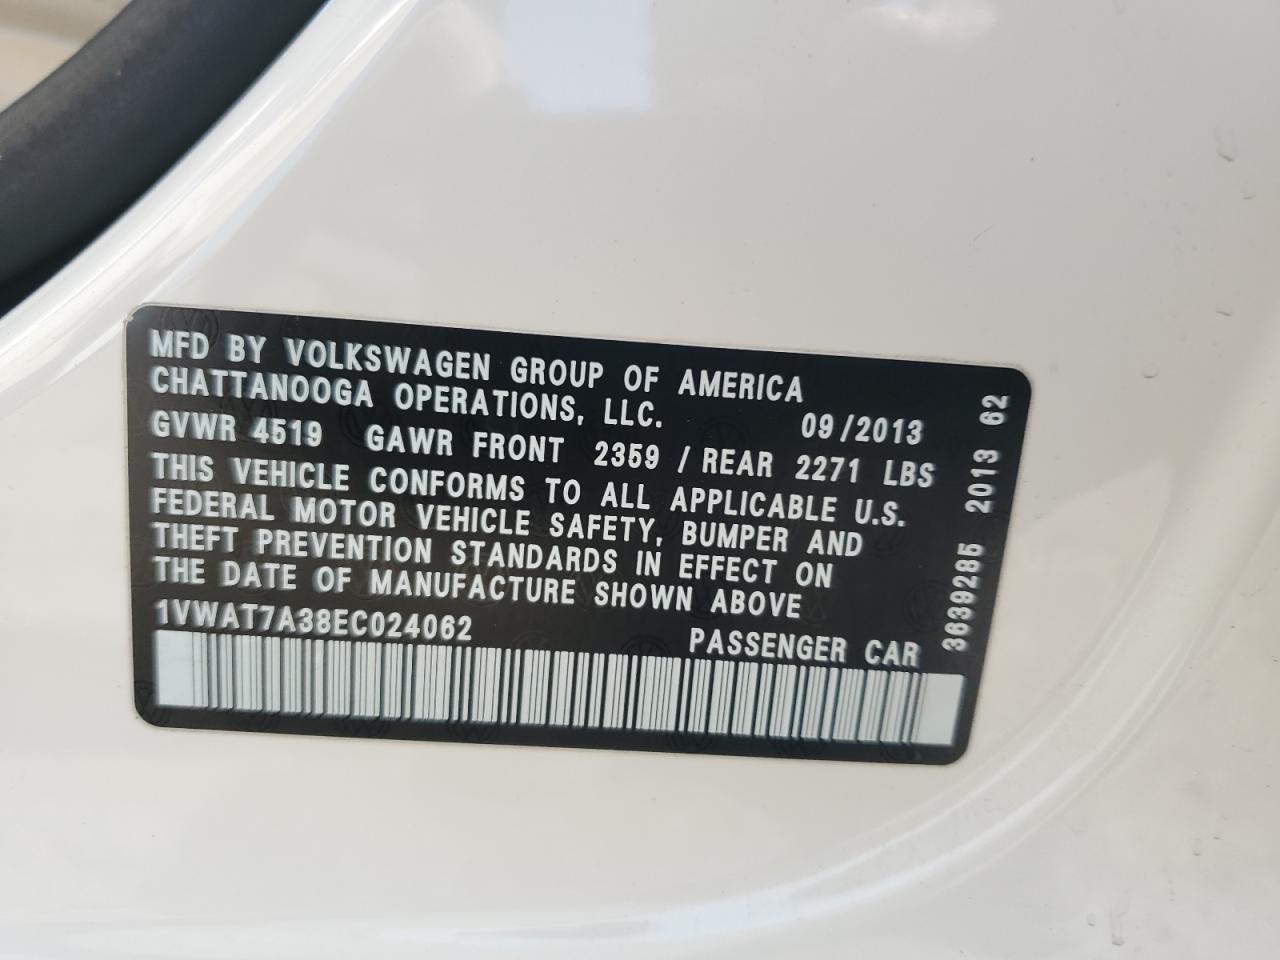 MFD BY VOLKSWAGEN GROUP OF AMERICA
CHATTANOOGA OPERATIONS, LLC. 09/2013
GVWR 4519 GAWR FRONT 2359 / REAR 2271 LBS
THIS VEHICLE CONFORMS TO ALL APPLICABLE U.S.
FEDERAL MOTOR VEHICLE SAFETY, BUMPER AND
THEFT PREVENTION STANDARDS IN EFFECT ON
THE DATE OF MANUFACTURE SHOWN ABOVE
1VWAT7A38EC024062 PASSENGER CAR
3639285 2013 62